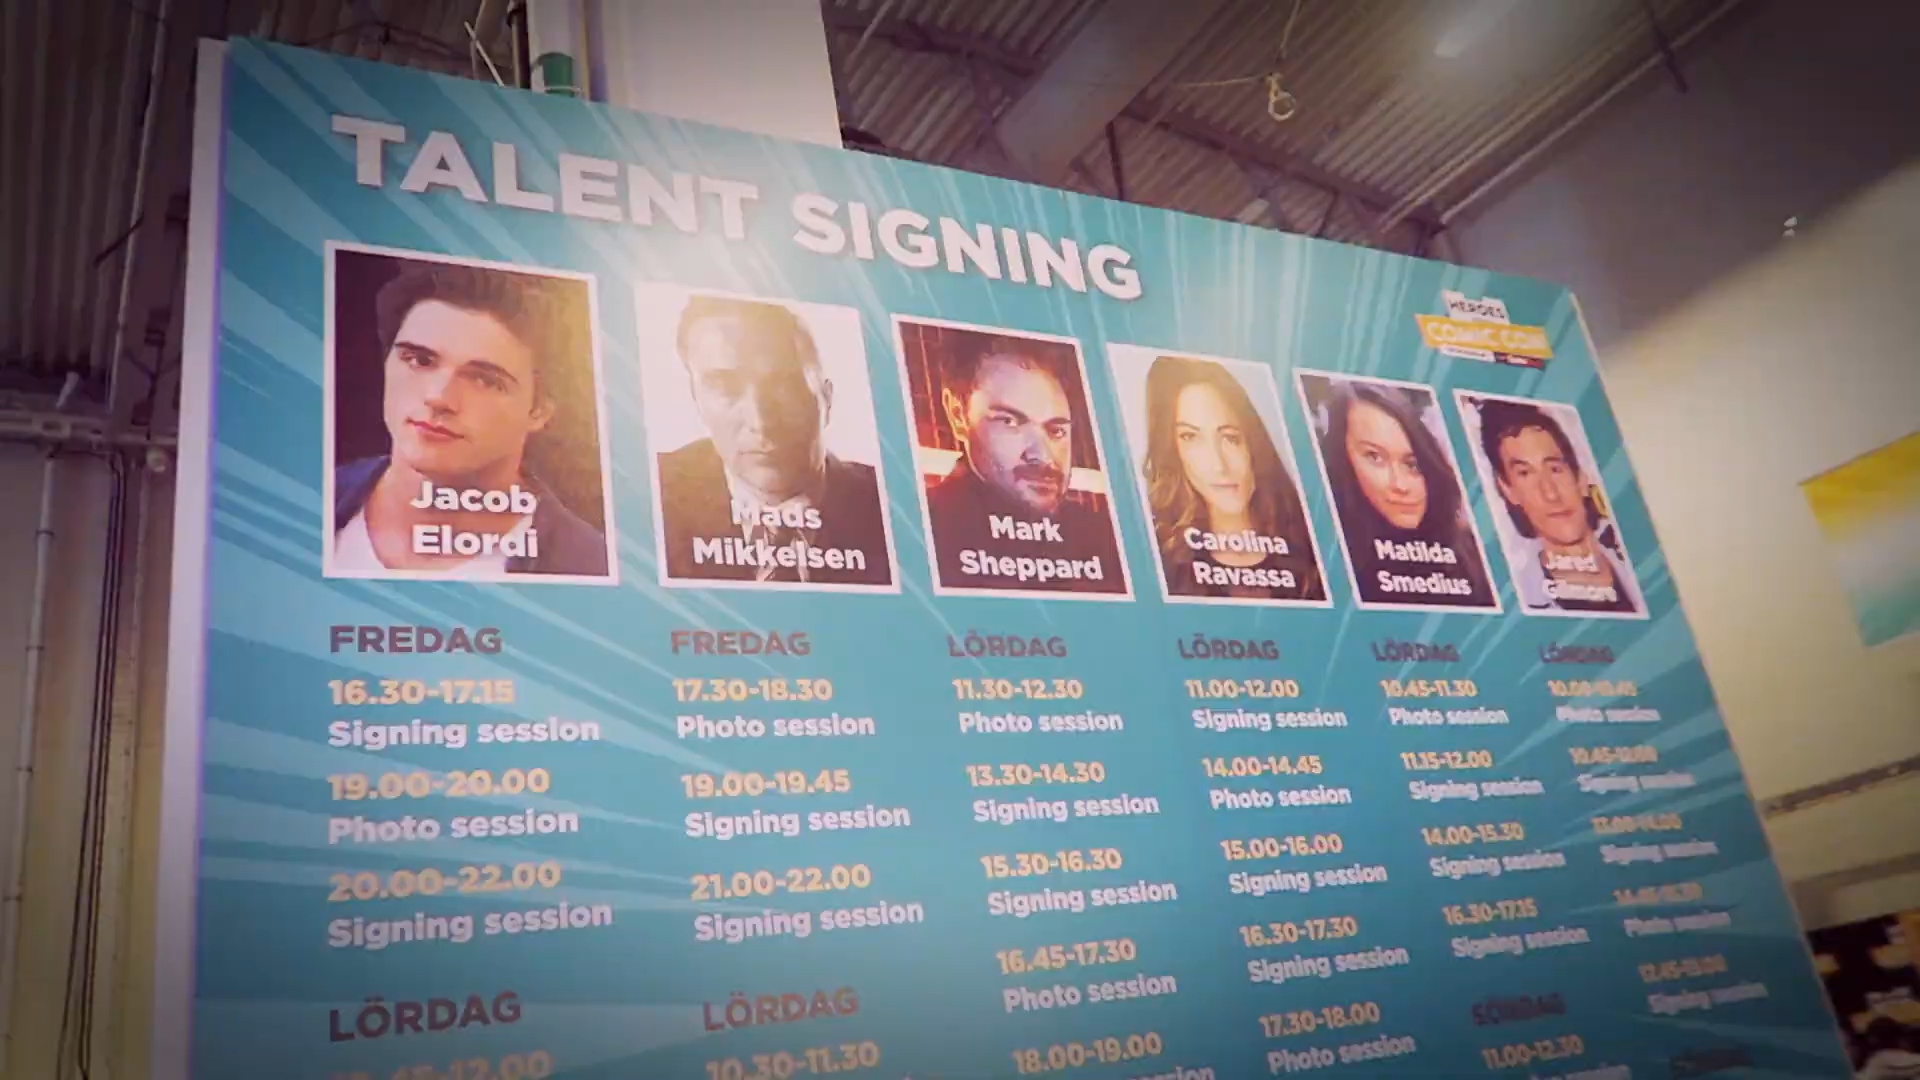 TALENT SIGNING
HEROES
COMIC CON
Jacob
Elordi
Mads
Mikkelsen
Mark
Sheppard
Carolina
Ravassa
Matilda
Smedius
Jared
Gilmore
FREDAG
16.30-17.15
Signing session
19.00-20.00
Photo session
20.00-22.00
Signing session
LÖRDAG
FREDAG
17.30-18.30
Photo session
19.00-19.45
Signing session
21.00-22.00
Signing session
LÖRDAG
10.30-11.30
LÖRDAG
11.30-12.30
Photo session
13.30-14.30
Signing session
15.30-16.30
Signing session
16.45-17.30
Photo session
18.00-19.00
LÖRDAG
11.00-12.00
Signing session
14.00-14.45
Photo session
15.00-16.00
Signing session
16.30-17.30
Signing session
17.30-18.00
Photo session
LÖRDAG
10.45-11.30
Photo session
11.15-12.00
Signing session
14.00-15.30
Signing session
16.30-17.15
Signing session
SÖNDAG
11.00-12.30
LÖRDAG
Photo session
Signing session
Signing session
Photo session
Signing session